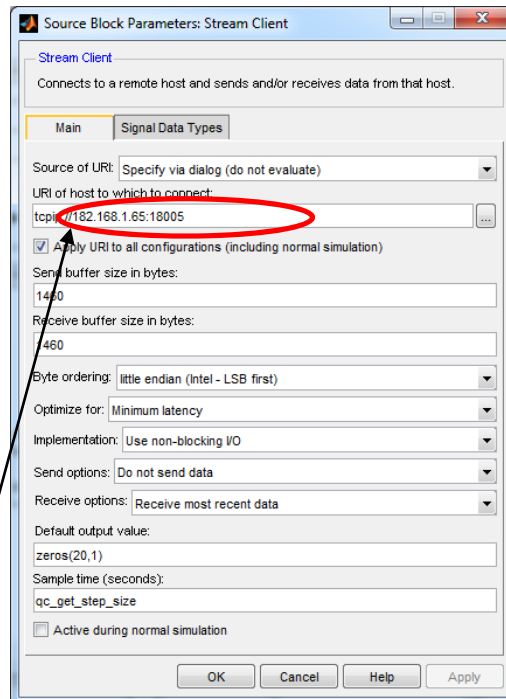 Source Block Parameters: Stream Client
Stream Client
Connects to a remote host and sends and/or receives data from that host.
Main Signal Data Types
Source of URI: Specify via dialog (do not evaluate)
URI of host to which to connect:
tcpip://182.168.1.65:18005 ...
Apply URI to all configurations (including normal simulation)
Send buffer size in bytes:
1460
Receive buffer size in bytes:
1460
Byte ordering: little endian (Intel - LSB first)
Optimize for: Minimum latency
Implementation: Use non-blocking I/O
Send options: Do not send data
Receive options: Receive most recent data
Default output value:
zeros(20,1)
Sample time (seconds):
qc_get_step_size
Active during normal simulation
OK Cancel Help Apply